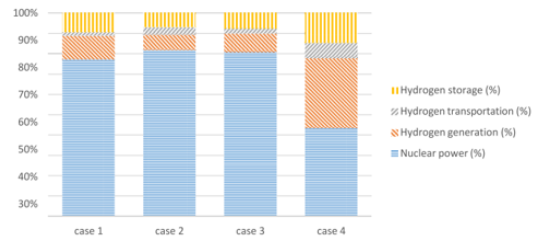 100%
90%
80%
70%
60%
50%
40%
30%
case 1
case 2
case 3
case 4
Hydrogen storage (%)
Hydrogen transportation (%)
Hydrogen generation (%)
Nuclear power (%)